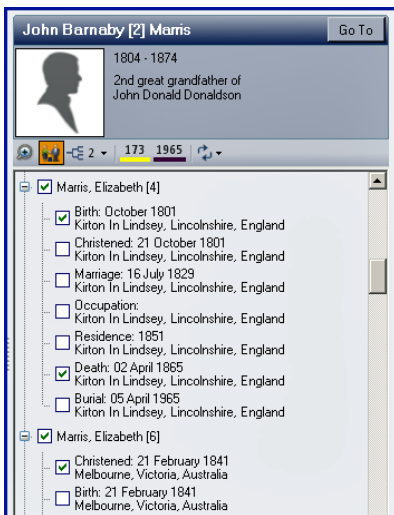 John Barnaby [2] Marris
Go To
1804 - 1874
2nd great grandfather of
John Donald Donaldson
2
173
1965
Marris, Elizabeth [4]
Birth: October 1801
Kirton In Lindsey, Lincolnshire, England
Christened: 21 October 1801
Kirton In Lindsey, Lincolnshire, England
Marriage: 16 July 1829
Kirton In Lindsey, Lincolnshire, England
Occupation:
Kirton In Lindsey, Lincolnshire, England
Residence: 1851
Kirton In Lindsey, Lincolnshire, England
Death: 02 April 1865
Kirton In Lindsey, Lincolnshire, England
Burial: 05 April 1965
Kirton In Lindsey, Lincolnshire, England
Marris, Elizabeth [6]
Christened: 21 February 1841
Melbourne, Victoria, Australia
Birth: 21 February 1841
Melbourne, Victoria, Australia